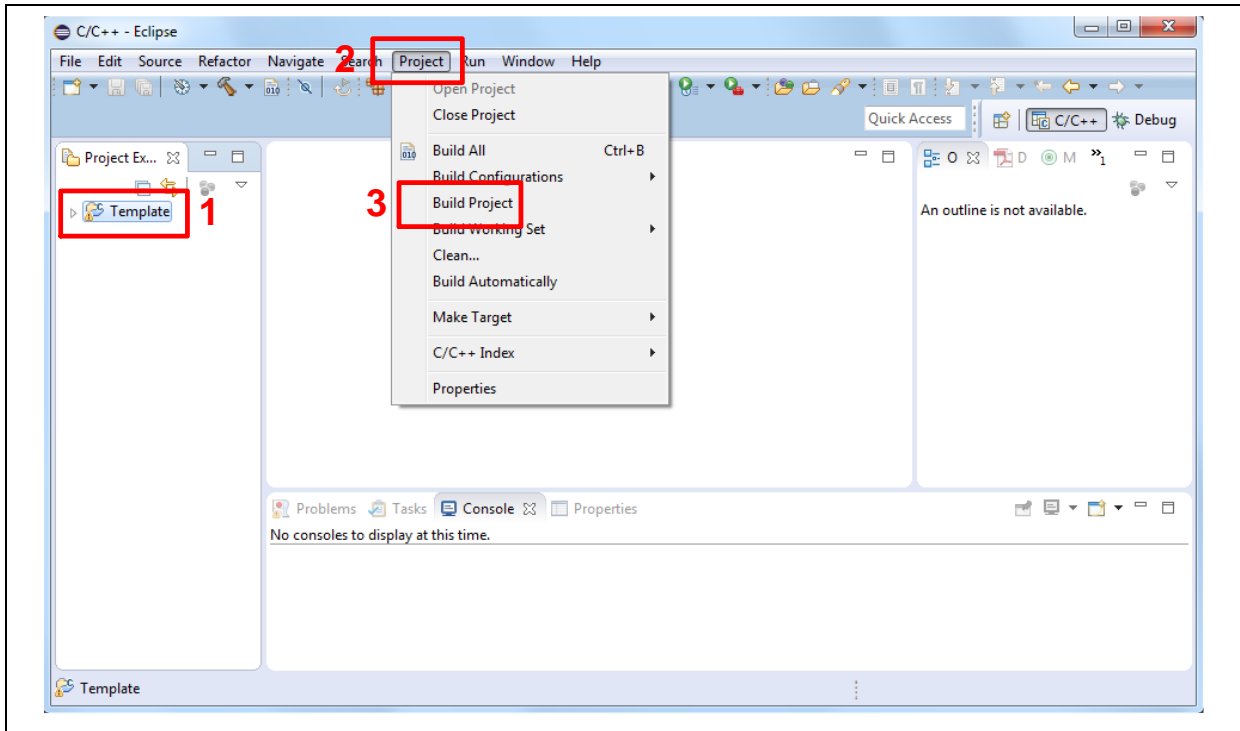 C/C++ - Eclipse
File Edit Source Refactor Navigate Search Project Run Window Help
2
Open Project
Close Project
Build All Ctrl+B
Build Configurations
Build Project
3
Build Working Set
Clean...
Build Automatically
Make Target
C/C++ Index
Properties
Quick Access
C/C++
Debug
Project Ex...
Template
1
O
D
M
»1
An outline is not available.
Problems Tasks Console Properties
No consoles to display at this time.
Template